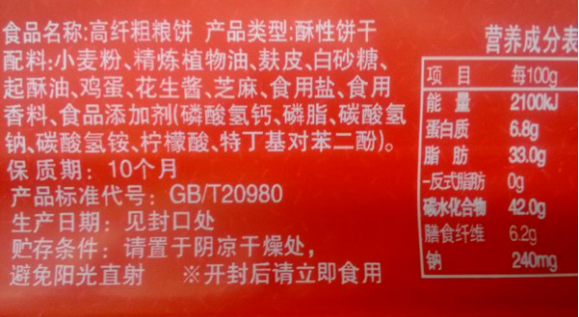 食品名称:高纤粗粮饼 产品类型:酥性饼干
配料:小麦粉、精炼植物油、麸皮、白砂糖、
起酥油、鸡蛋、花生酱、芝麻、食用盐、食用
香料、食品添加剂(磷酸氢钙、磷脂、碳酸氢
钠、碳酸氢铵、柠檬酸、特丁基对苯二酚)。
保质期：10个月
产品标准代号：GB/T20980
生产日期：见封口处
贮存条件：请置于阴凉干燥处，
避免阳光直射 ※开封后请立即食用
营养成分表
项 目 每100g
能 量 2100kJ
蛋白质 6.8g
脂 肪 33.0g
-反式脂肪 0g
碳水化合物 42.0g
膳食纤维 6.2g
钠 240mg